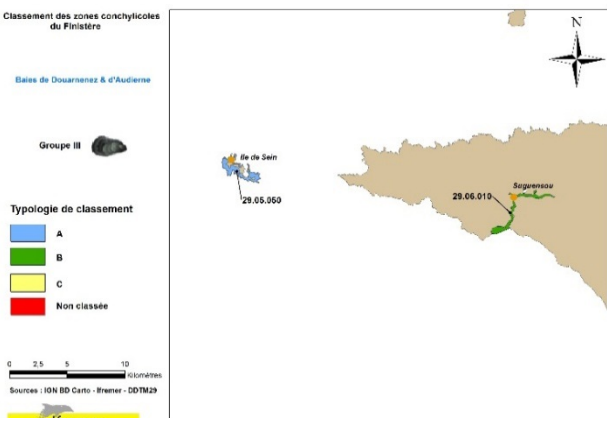 Classement des zones conchylicoles
du Finistère
Baies de Douarnenez & d'Audierne
Groupe III
Typologie de classement
A
B
C
Non classée
0 2,5 5 10
Kilomètres
Sources : IGN BD Carto - Ifremer - DDTM29
N
Ile de Sein
29.05.050
Suguensou
29.06.010